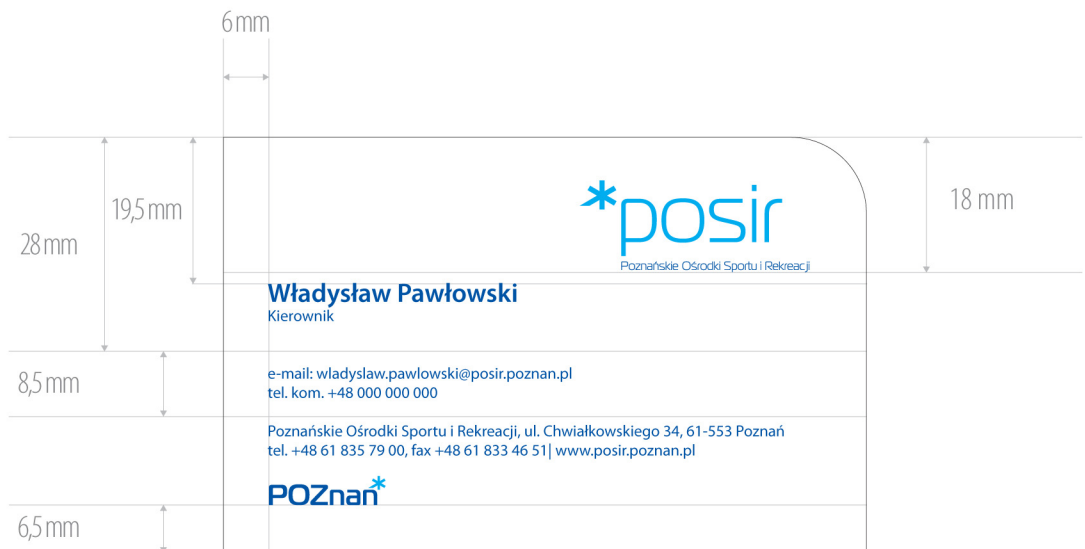 6 mm
19,5 mm
28 mm
18 mm
*posir
Poznańskie Ośrodki Sportu i Rekreacji
Władysław Pawłowski
Kierownik
8,5 mm
e-mail: wladyslaw.pawlowski@posir.poznan.pl
tel. kom. +48 000 000 000
Poznańskie Ośrodki Sportu i Rekreacji, ul. Chwiałkowskiego 34, 61-553 Poznań
tel. +48 61 835 79 00, fax +48 61 833 46 51| www.posir.poznan.pl
POZnan*
6,5 mm